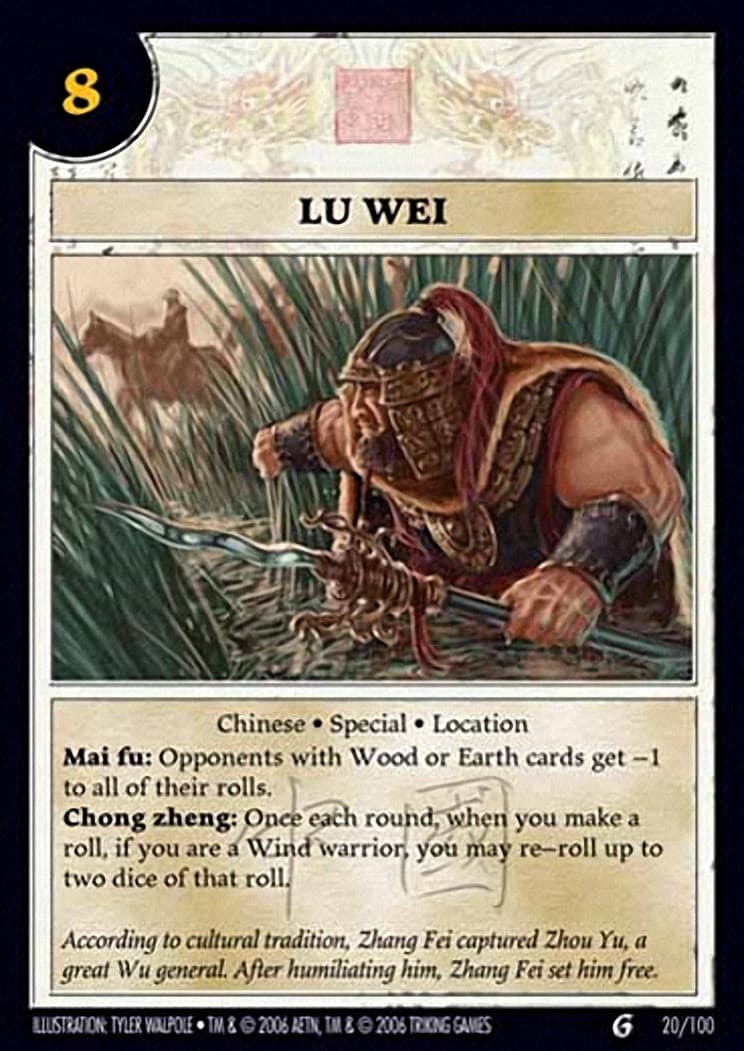 8
LU WEI
Chinese • Special • Location
Mai fu: Opponents with Wood or Earth cards get –1
to all of their rolls.
Chong zheng: Once each round, when you make a
roll, if you are a Wind warrior, you may re–roll up to
two dice of that roll.
中國
According to cultural tradition, Zhang Fei captured Zhou Yu, a
great Wu general. After humiliating him, Zhang Fei set him free.
ILLUSTRATION: TYLER WALPOLE • TM & © 2006 AETN, TM & © 2006 TRIKING GAMES
G 20/100